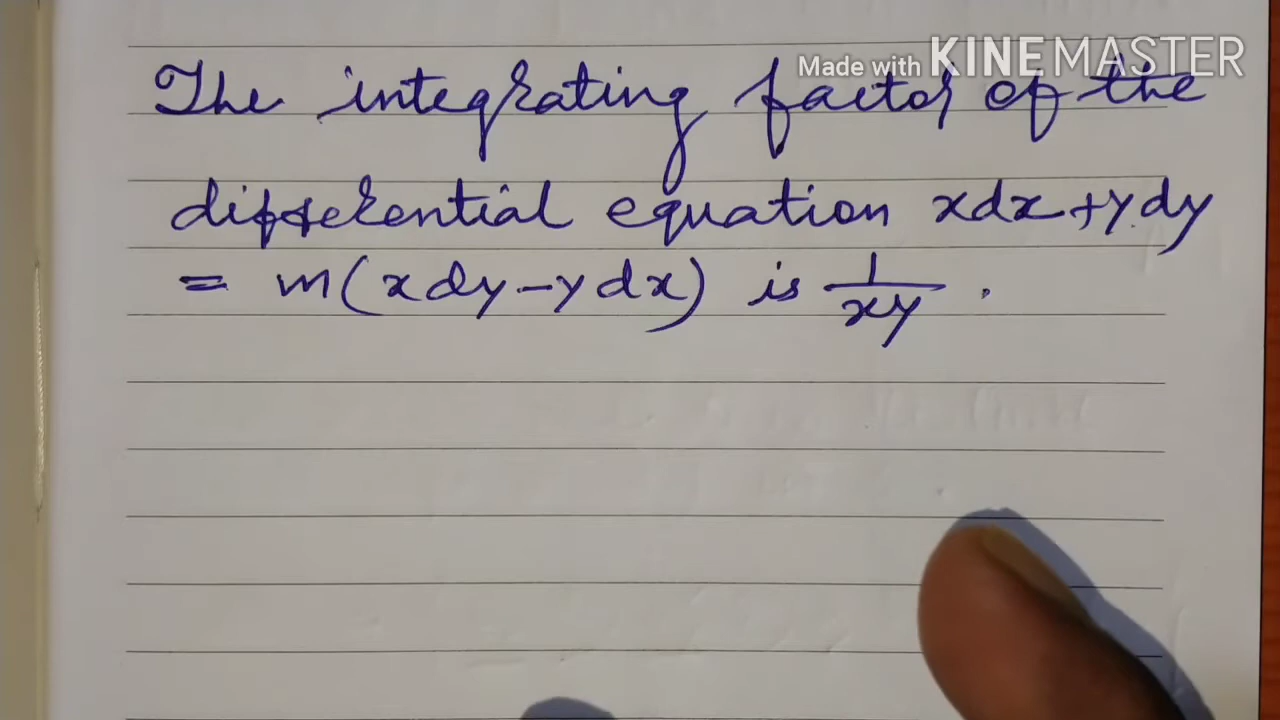 Made with KINEMASTER
The integrating factor of the
differential equation xdx+ydy
= m(xdy-ydx) is 1/xy .